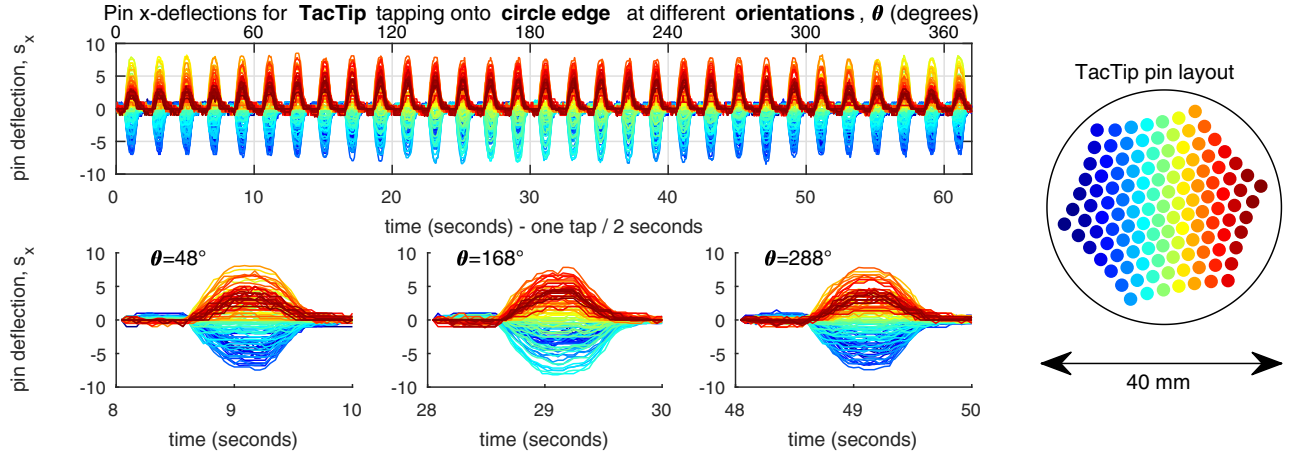 Pin x-deflections for TacTip tapping onto circle edge at different orientations, θ (degrees)
0 60 120 180 240 300 360
pin deflection, s_x
10
5
0
-5
-10
0 10 20 30 40 50 60
time (seconds) - one tap / 2 seconds
pin deflection, s_x
10
5
0
-5
-10
θ=48°
8 9 10
time (seconds)
θ=168°
10
5
0
-5
-10
28 29 30
time (seconds)
θ=288°
10
5
0
-5
-10
48 49 50
time (seconds)
TacTip pin layout
40 mm